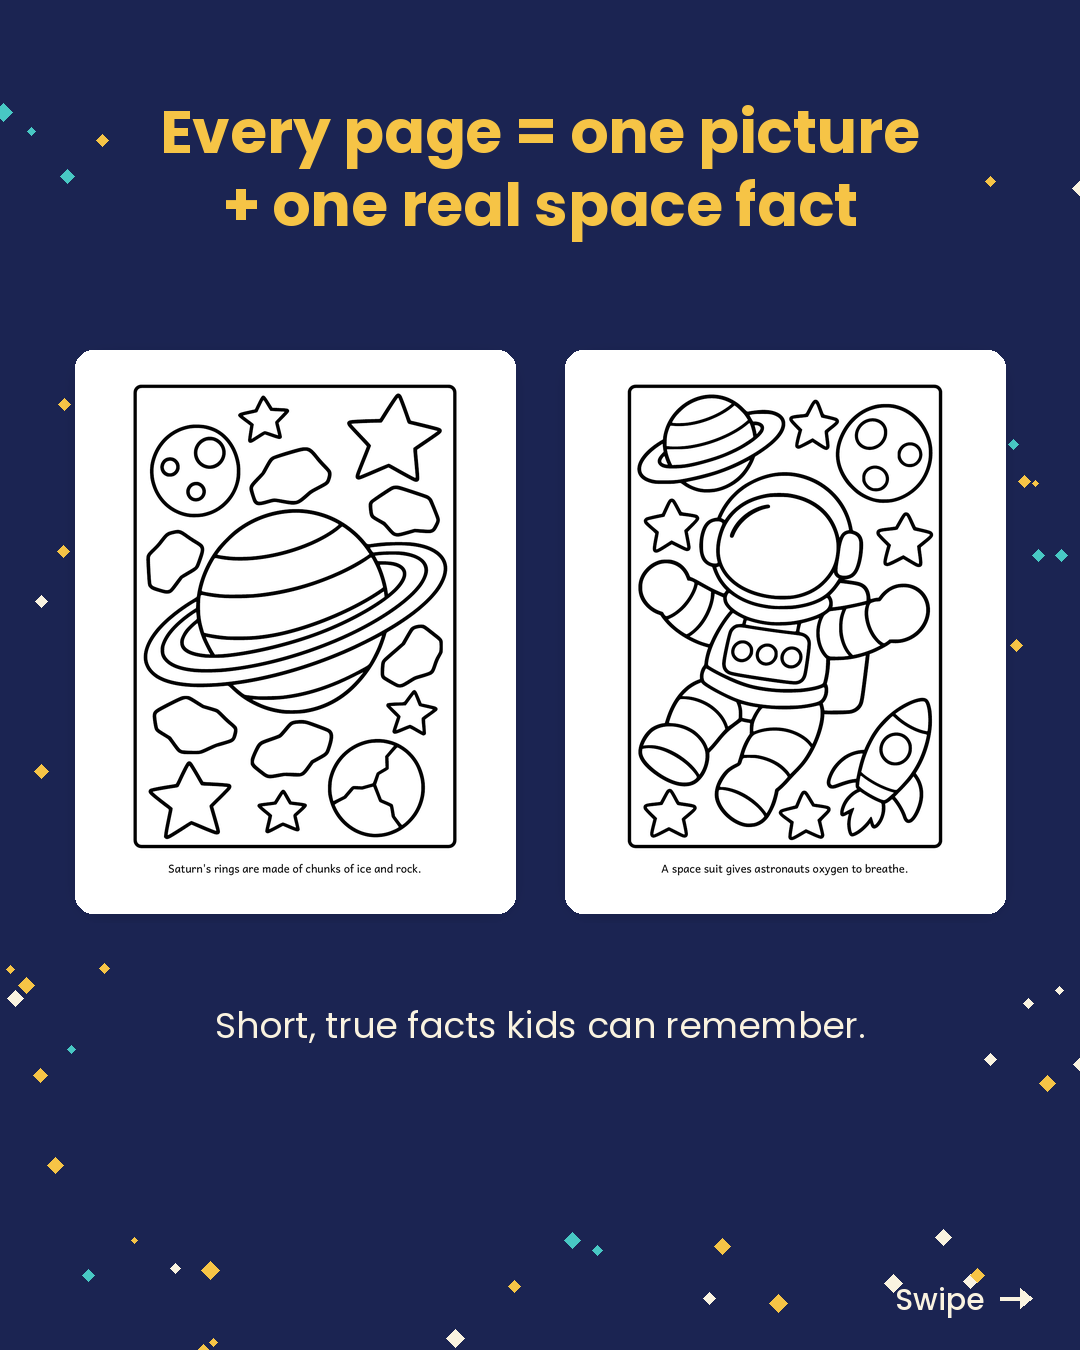 Every page = one picture
+ one real space fact
Saturn's rings are made of chunks of ice and rock.
A space suit gives astronauts oxygen to breathe.
Short, true facts kids can remember.
Swipe